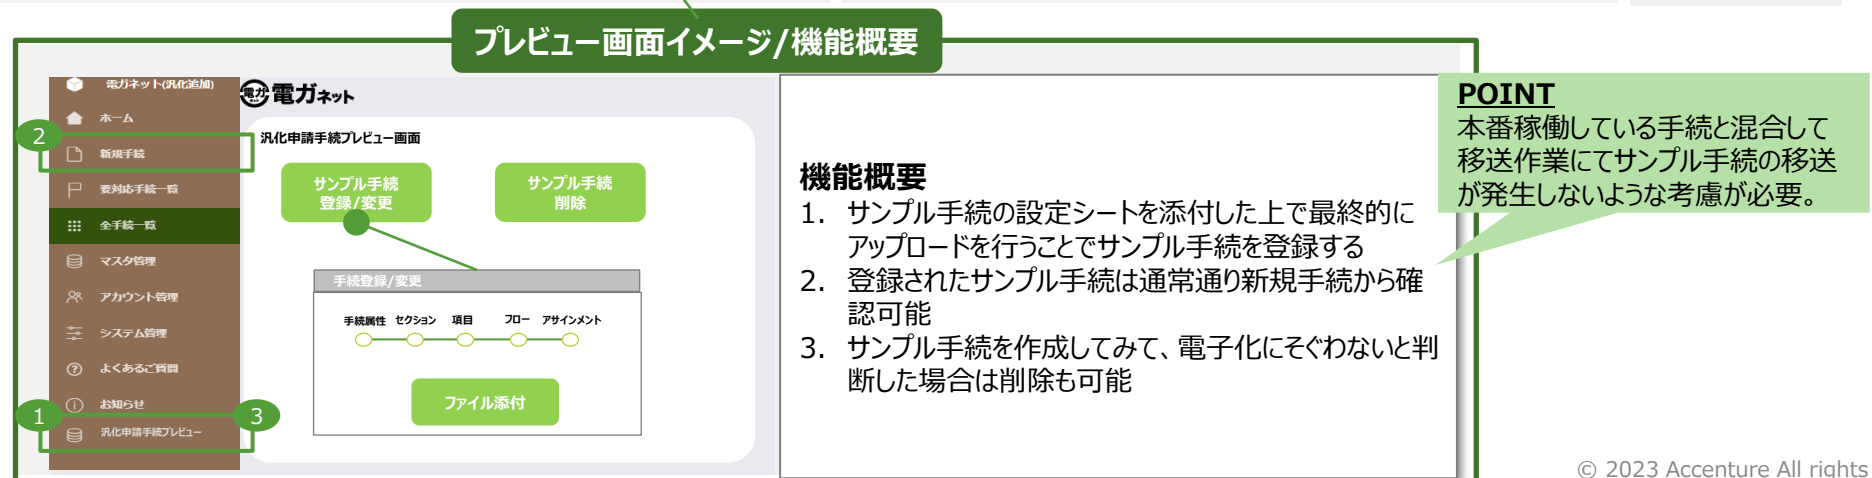 プレビュー画面イメージ/機能概要
電ガネット(汎化追加)
ホーム
2
新規手続
要対応手続一覧
全手続一覧
マスタ管理
アカウント管理
システム管理
よくあるご質問
お知らせ
1
3
汎化申請手続プレビュー
電ガネット
汎化申請手続プレビュー画面
サンプル手続
登録/変更
サンプル手続
削除
手続登録/変更
手続属性 セクション 項目 フロー アサインメント
ファイル添付
機能概要
1. サンプル手続の設定シートを添付した上で最終的に
アップロードを行うことでサンプル手続を登録する
2. 登録されたサンプル手続は通常通り新規手続から確
認可能
3. サンプル手続を作成してみて、電子化にそぐわないと判
断した場合は削除も可能
POINT
本番稼働している手続と混合して
移送作業にてサンプル手続の移送
が発生しないような考慮が必要。
© 2023 Accenture All rights